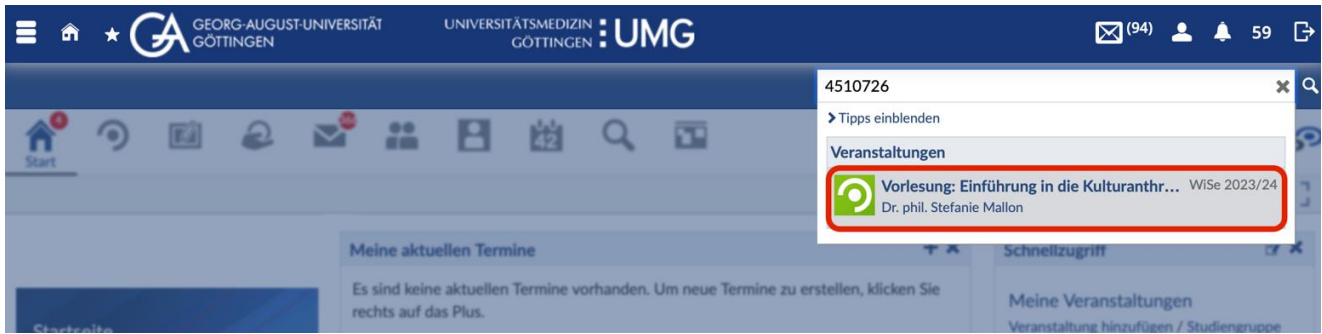 GEORG-AUGUST-UNIVERSITÄT
GÖTTINGEN
UNIVERSITÄTSMEDIZIN
GÖTTINGEN
UMG
(94)
59
4510726
Tipps einblenden
Veranstaltungen
Vorlesung: Einführung in die Kulturanthr... WiSe 2023/24
Dr. phil. Stefanie Mallon
4
42
Start
Meine aktuellen Termine
Schnellzugriff
Es sind keine aktuellen Termine vorhanden. Um neue Termine zu erstellen, klicken Sie
rechts auf das Plus.
Meine Veranstaltungen
Veranstaltung hinzufügen / Studiengruppe
Startseite